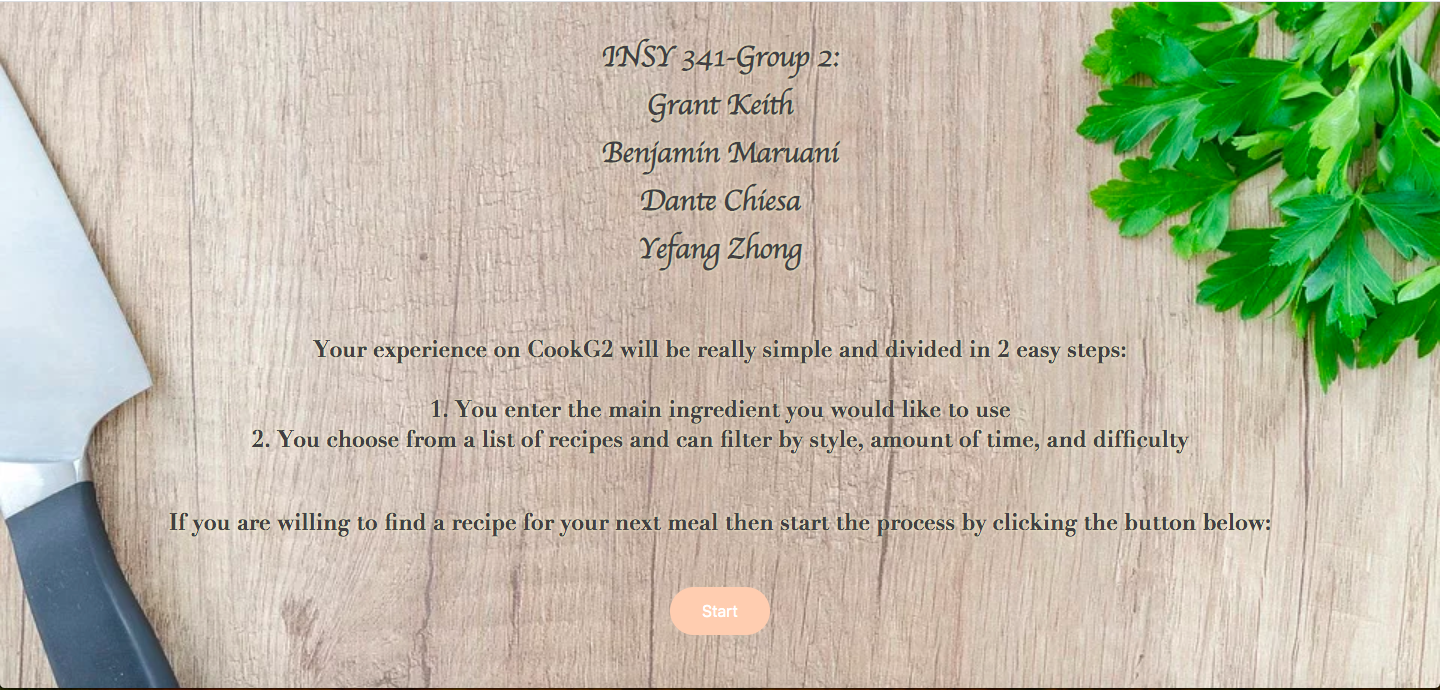 INSY 341-Group 2:
Grant Keith
Benjamin Maruani
Dante Chiesa
Yefang Zhong
Your experience on CookG2 will be really simple and divided in 2 easy steps:
1. You enter the main ingredient you would like to use
2. You choose from a list of recipes and can filter by style, amount of time, and difficulty
If you are willing to find a recipe for your next meal then start the process by clicking the button below:
Start